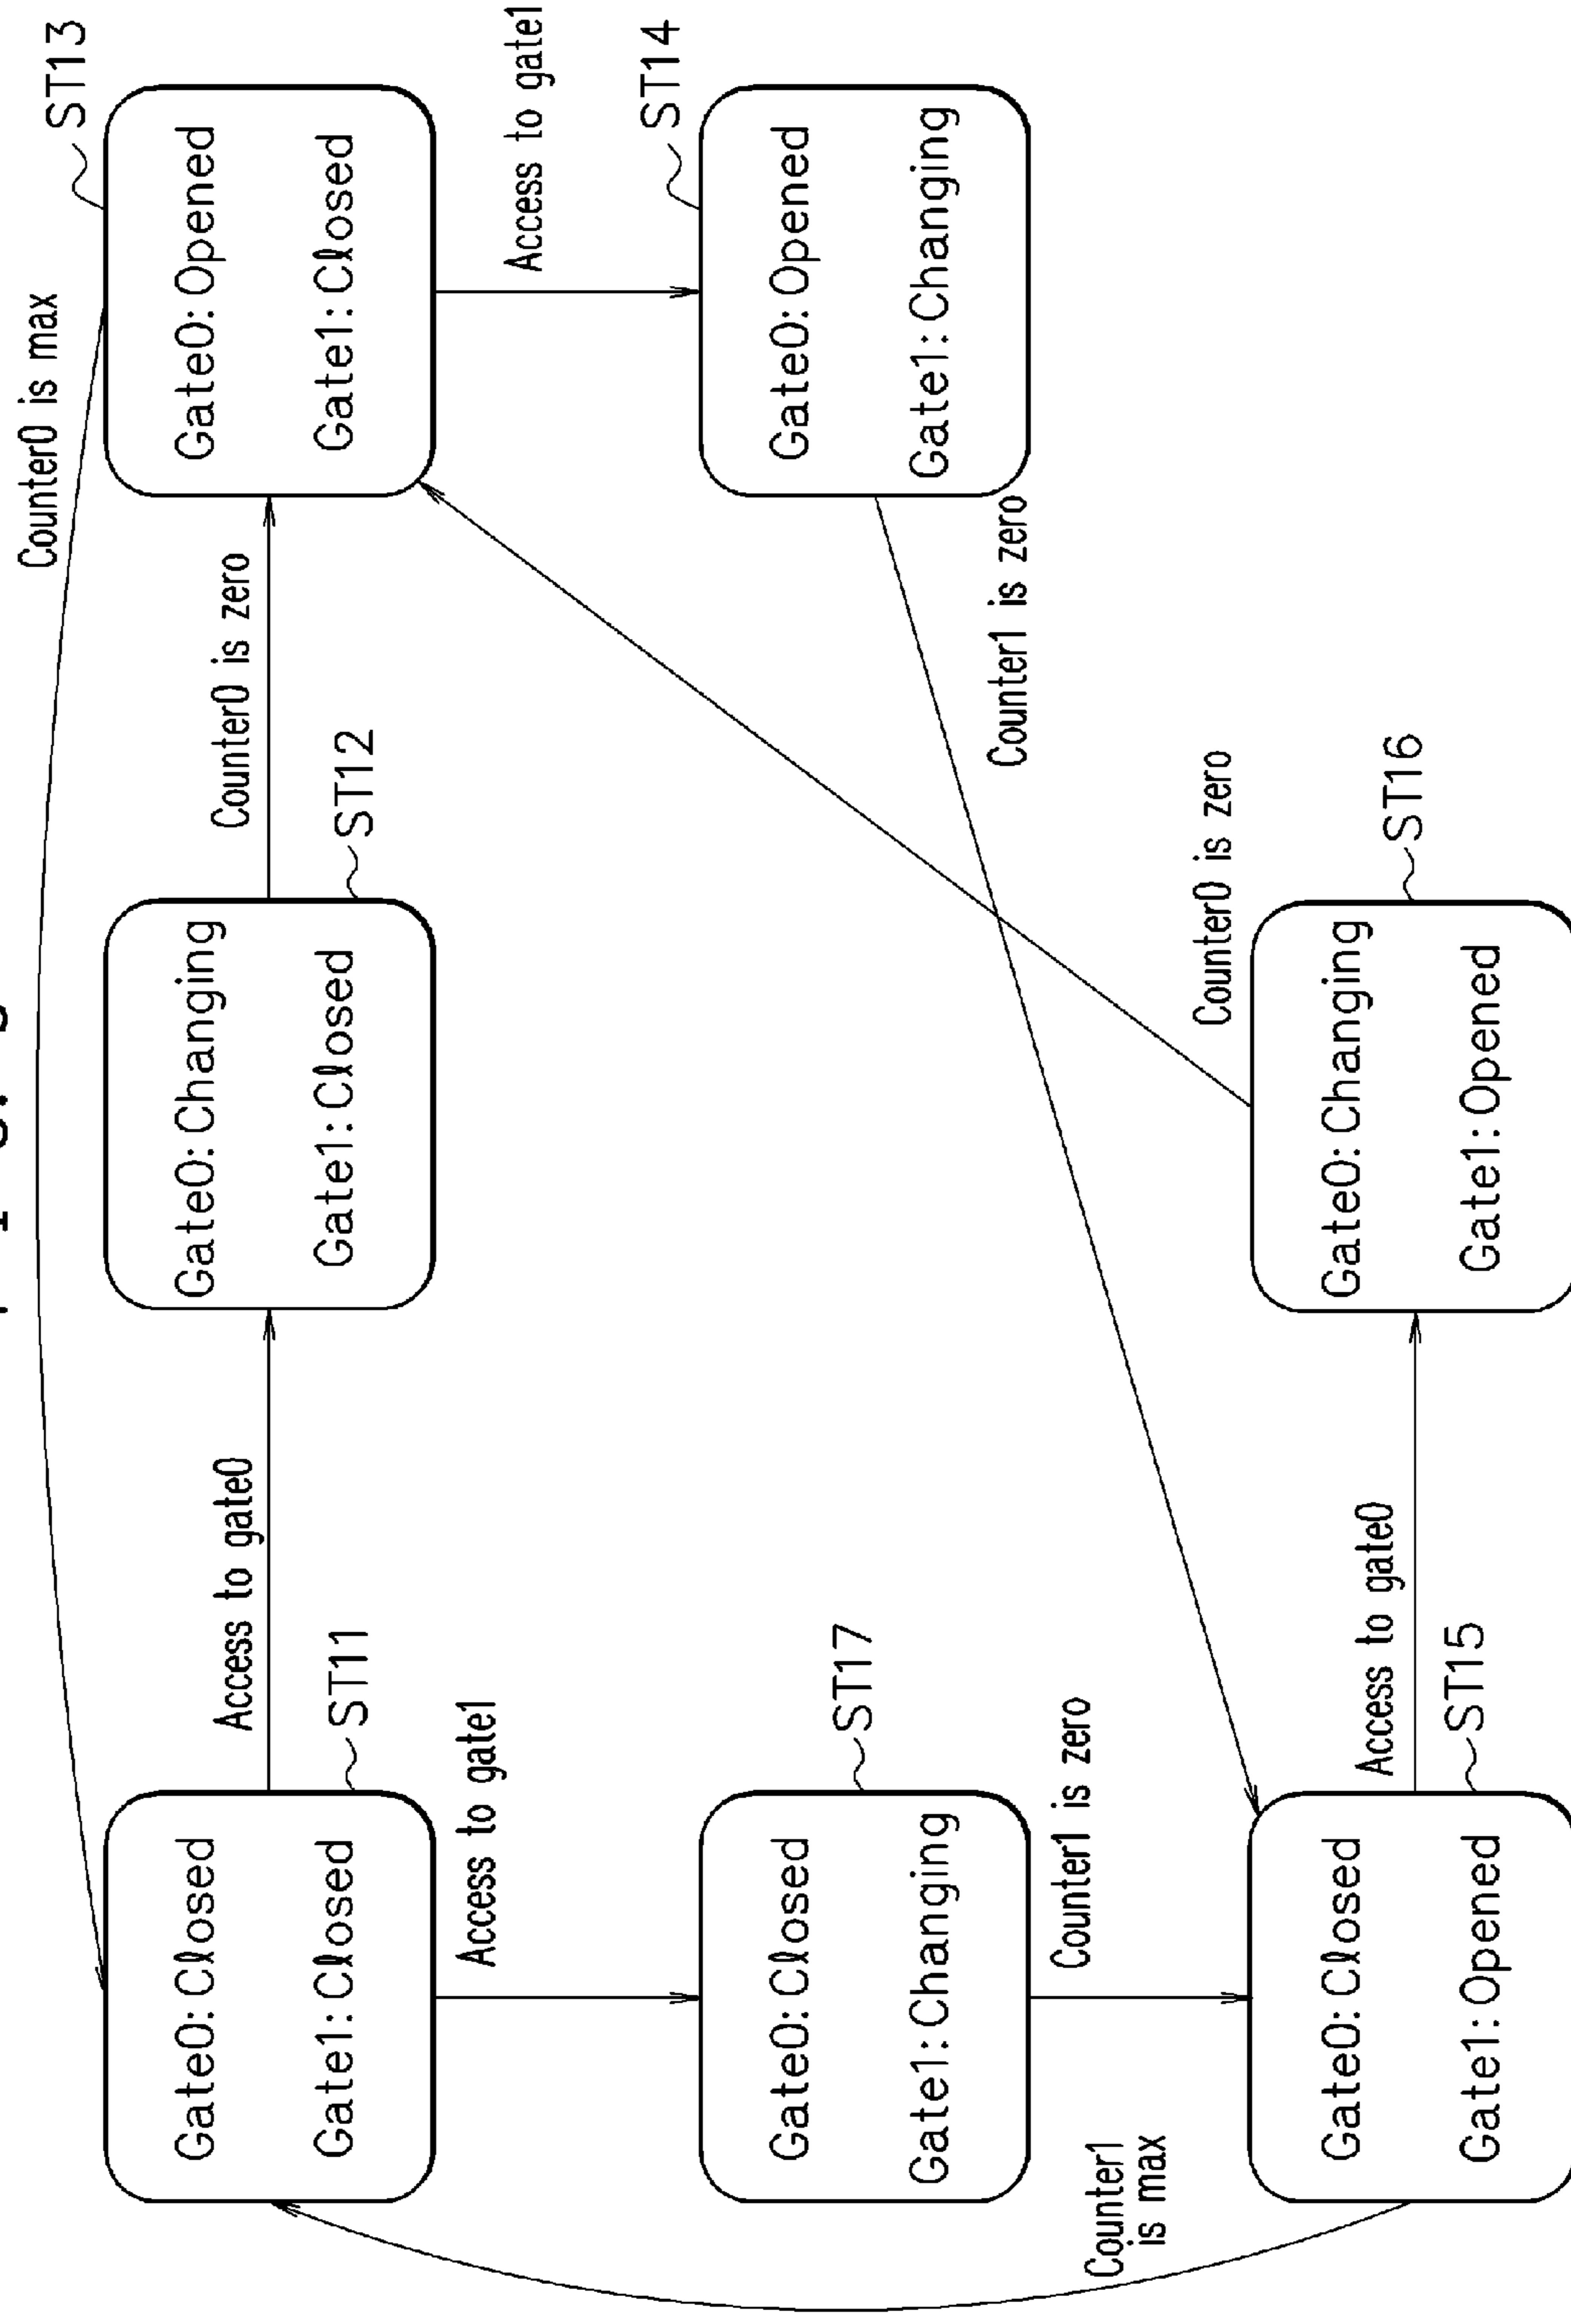 Counter0 is max
ST13
Gate0: Closed
Gate1: Closed
ST11
Access to gate0
Gate0: Changing
Gate1: Closed
ST12
Counter0 is zero
Gate0: Opened
Gate1: Closed
Access to gate1
Access to gate1
ST14
Gate0: Closed
Gate1: Changing
ST17
Gate0: Opened
Gate1: Changing
Counter1 is zero
Counter1 is zero
Counter1
is max
Counter0 is zero
Gate0: Closed
Gate1: Opened
ST15
Access to gate0
Gate0: Changing
Gate1: Opened
ST16